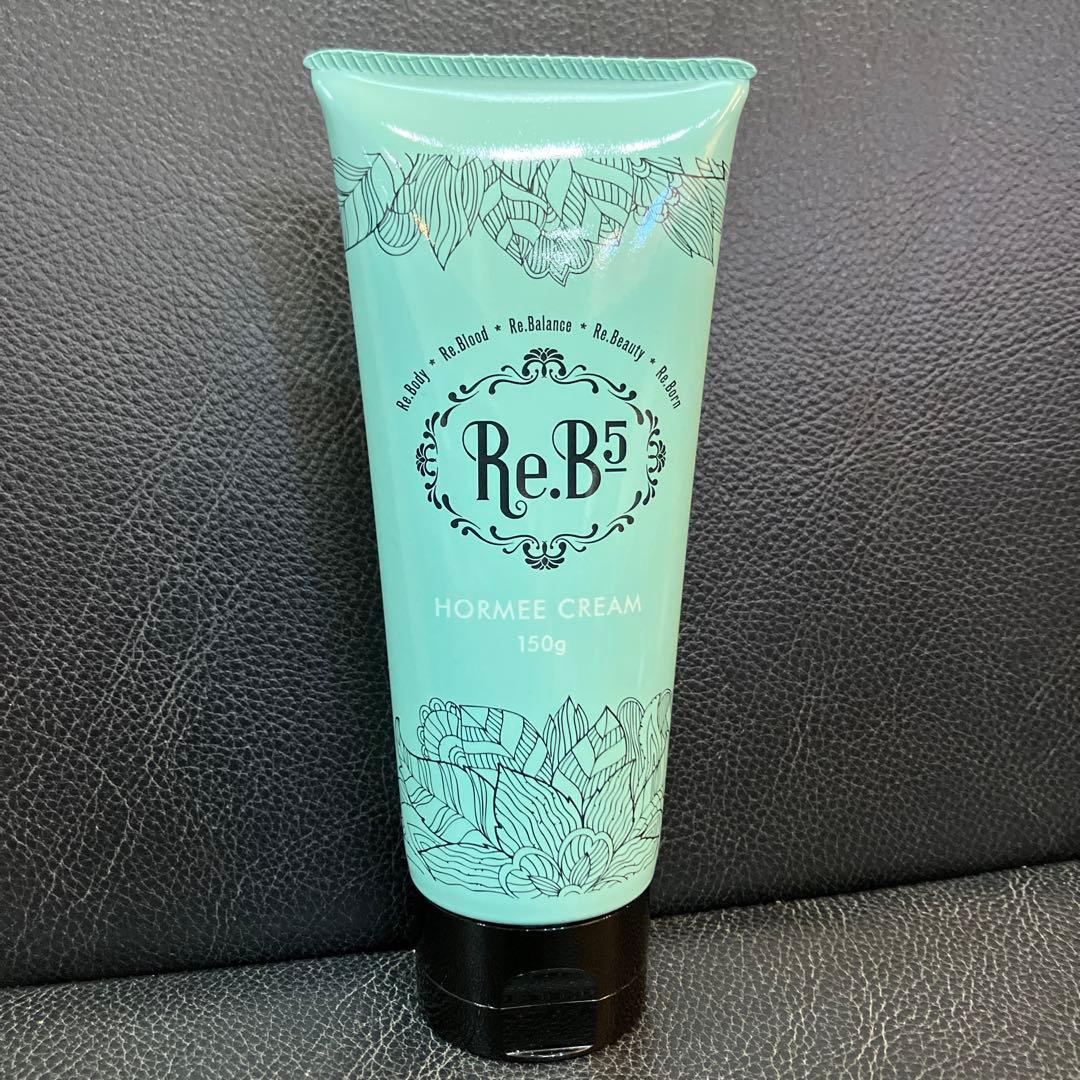 Re.Body * Re.Blood * Re.Balance * Re.Beauty * Re.Born
Re.B5
HORMEE CREAM
150g